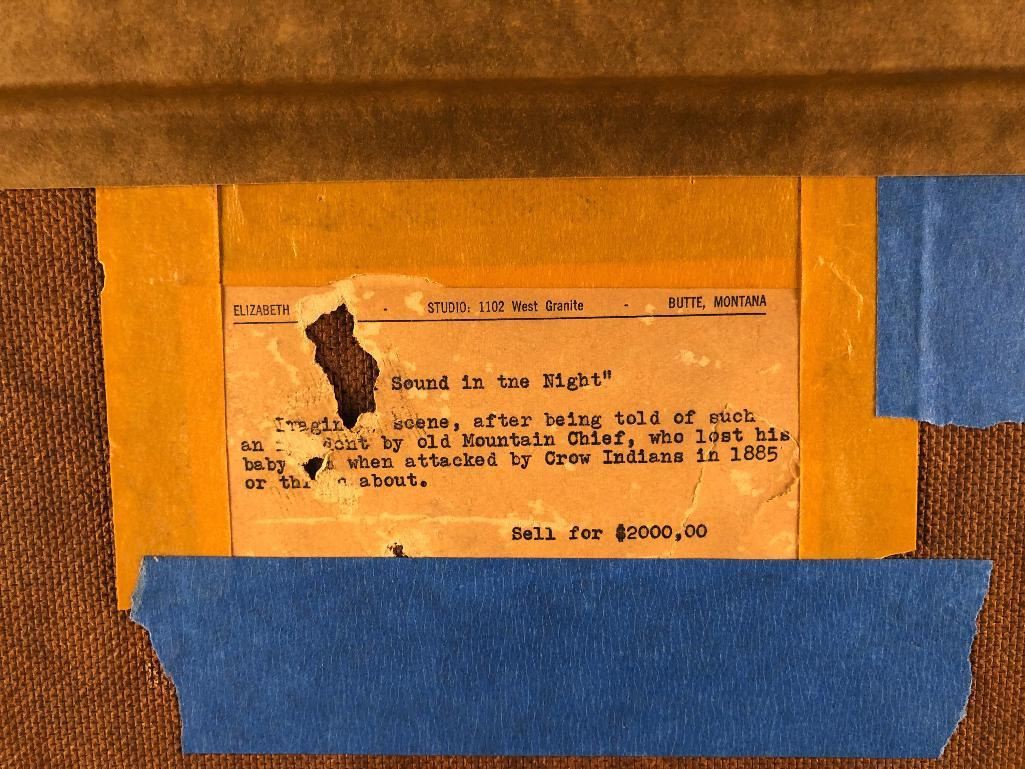 ELIZABETH - STUDIO: 1102 West Granite - BUTTE, MONTANA
Sound in tne Night"
scene, after being told of such
an by old Mountain Chief, who lost his
baby when attacked by Crow Indians in 1885
or about.
Sell for $2000,00